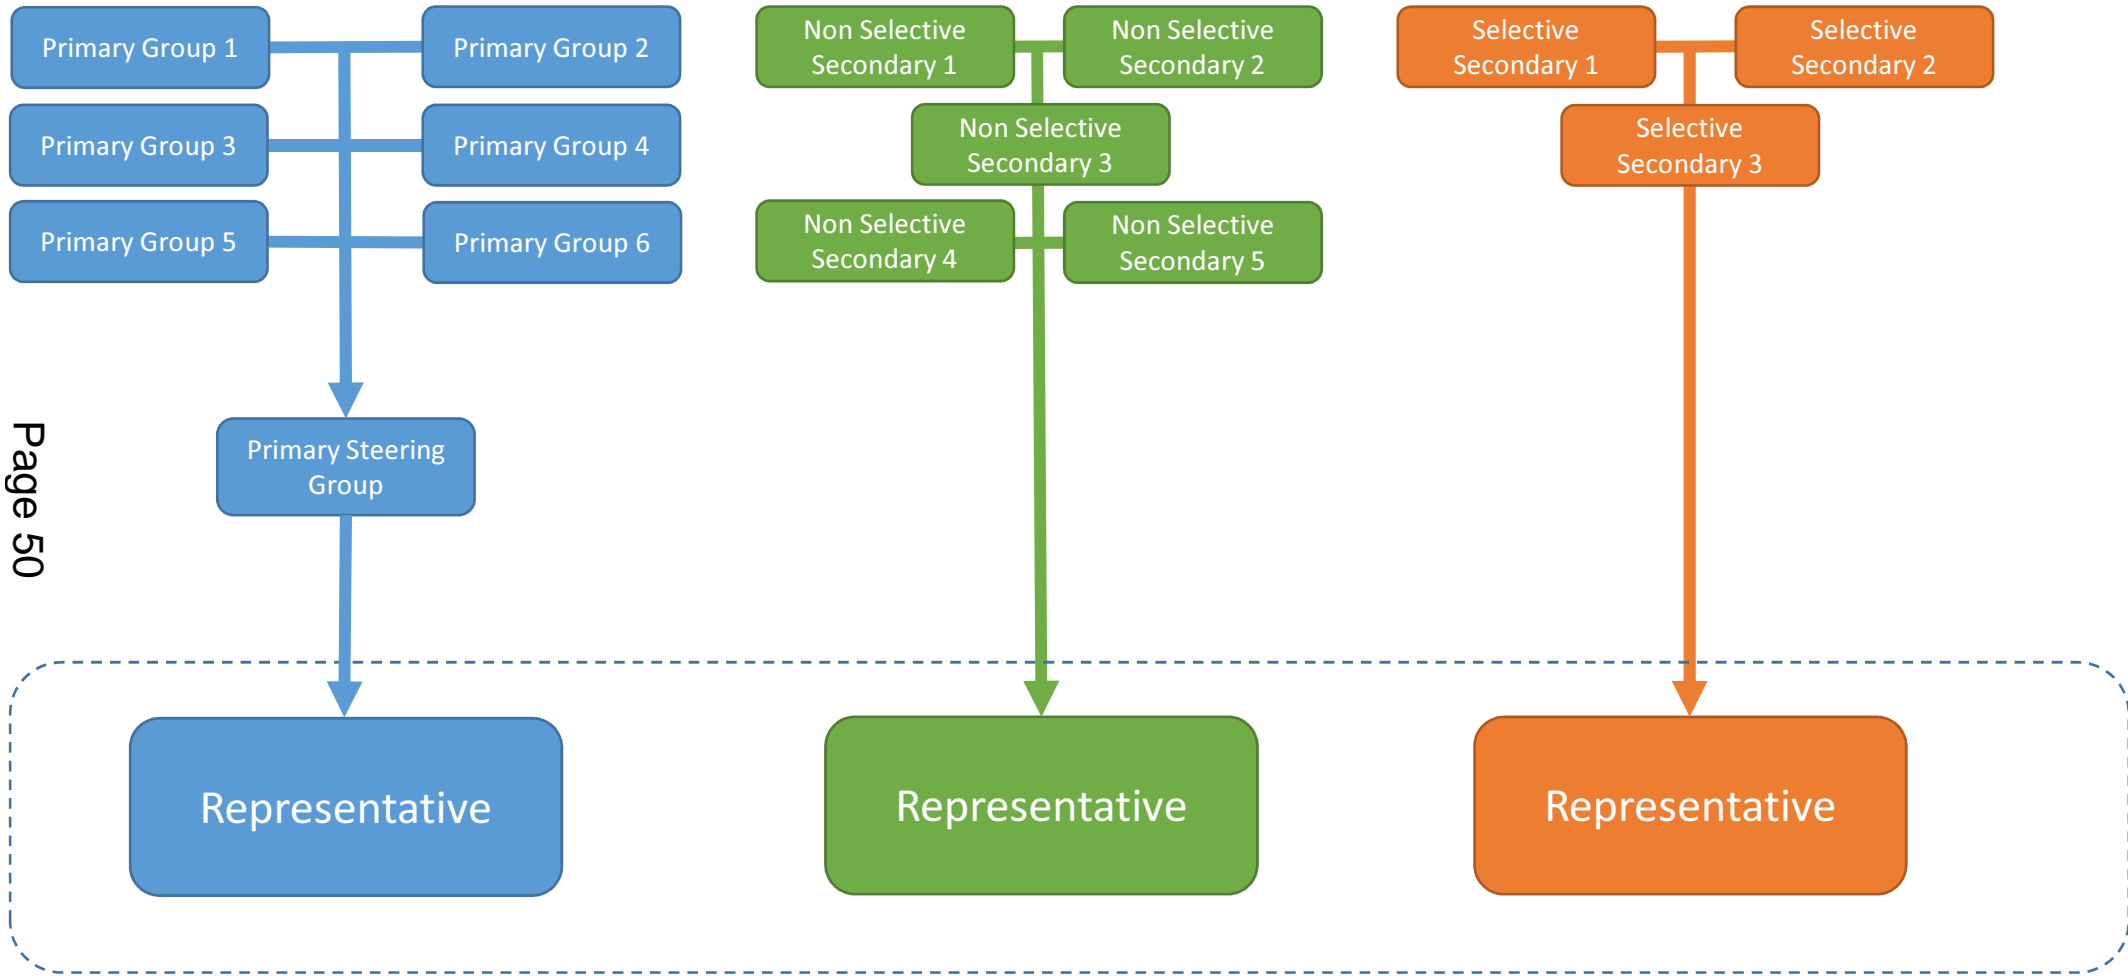 Primary Group 1
Primary Group 2
Primary Group 3
Primary Group 4
Primary Group 5
Primary Group 6
Primary Steering
Group
Representative
Non Selective
Secondary 1
Non Selective
Secondary 2
Non Selective
Secondary 3
Non Selective
Secondary 4
Non Selective
Secondary 5
Representative
Selective
Secondary 1
Selective
Secondary 2
Selective
Secondary 3
Representative
Page 50